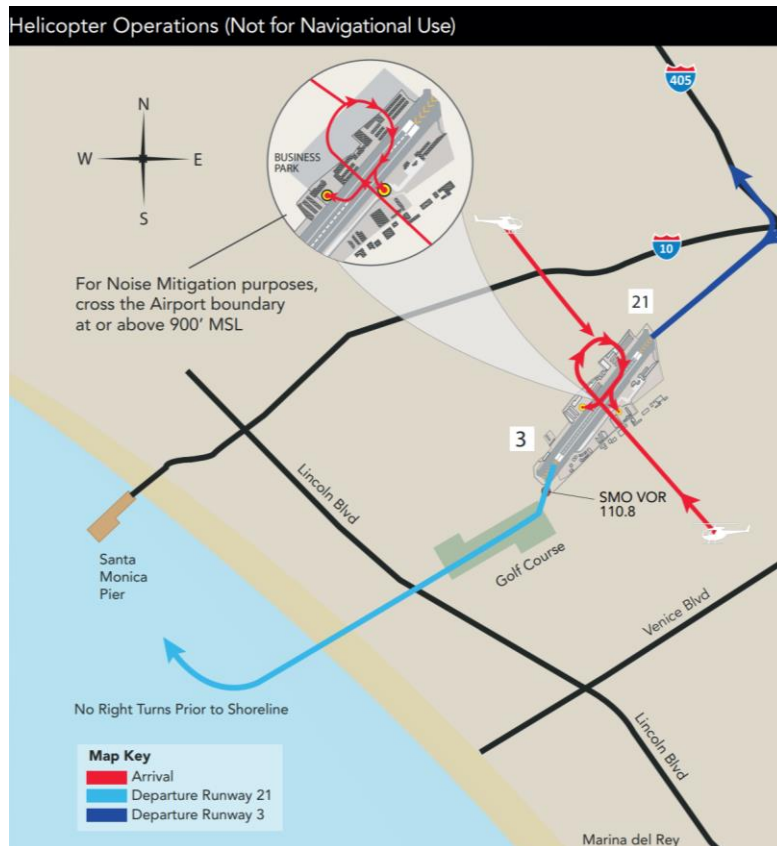 Helicopter Operations (Not for Navigational Use)
405
N
W
E
S
BUSINESS
PARK
10
For Noise Mitigation purposes,
cross the Airport boundary
at or above 900' MSL
21
3
SMO VOR
110.8
Lincoln Blvd
Golf Course
Santa
Monica
Pier
Venice Blvd
No Right Turns Prior to Shoreline
Lincoln Blvd
Map Key
Arrival
Departure Runway 21
Departure Runway 3
Marina del Rey